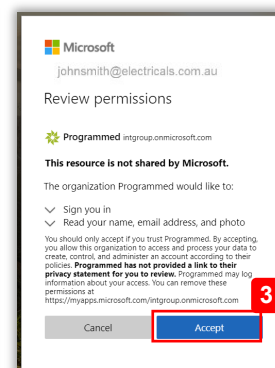 Microsoft
johnsmith@electricals.com.au
Review permissions
Programmed intgroup.onmicrosoft.com
This resource is not shared by Microsoft.
The organization Programmed would like to:
Sign you in
Read your name, email address, and photo
You should only accept if you trust Programmed. By accepting,
you allow this organization to access and process your data to
create, control, and administer an account according to their
policies. Programmed has not provided a link to their
privacy statement for you to review. Programmed may log
information about your access. You can remove these
permissions at
https://myapps.microsoft.com/intgroup.onmicrosoft.com
3
Cancel Accept